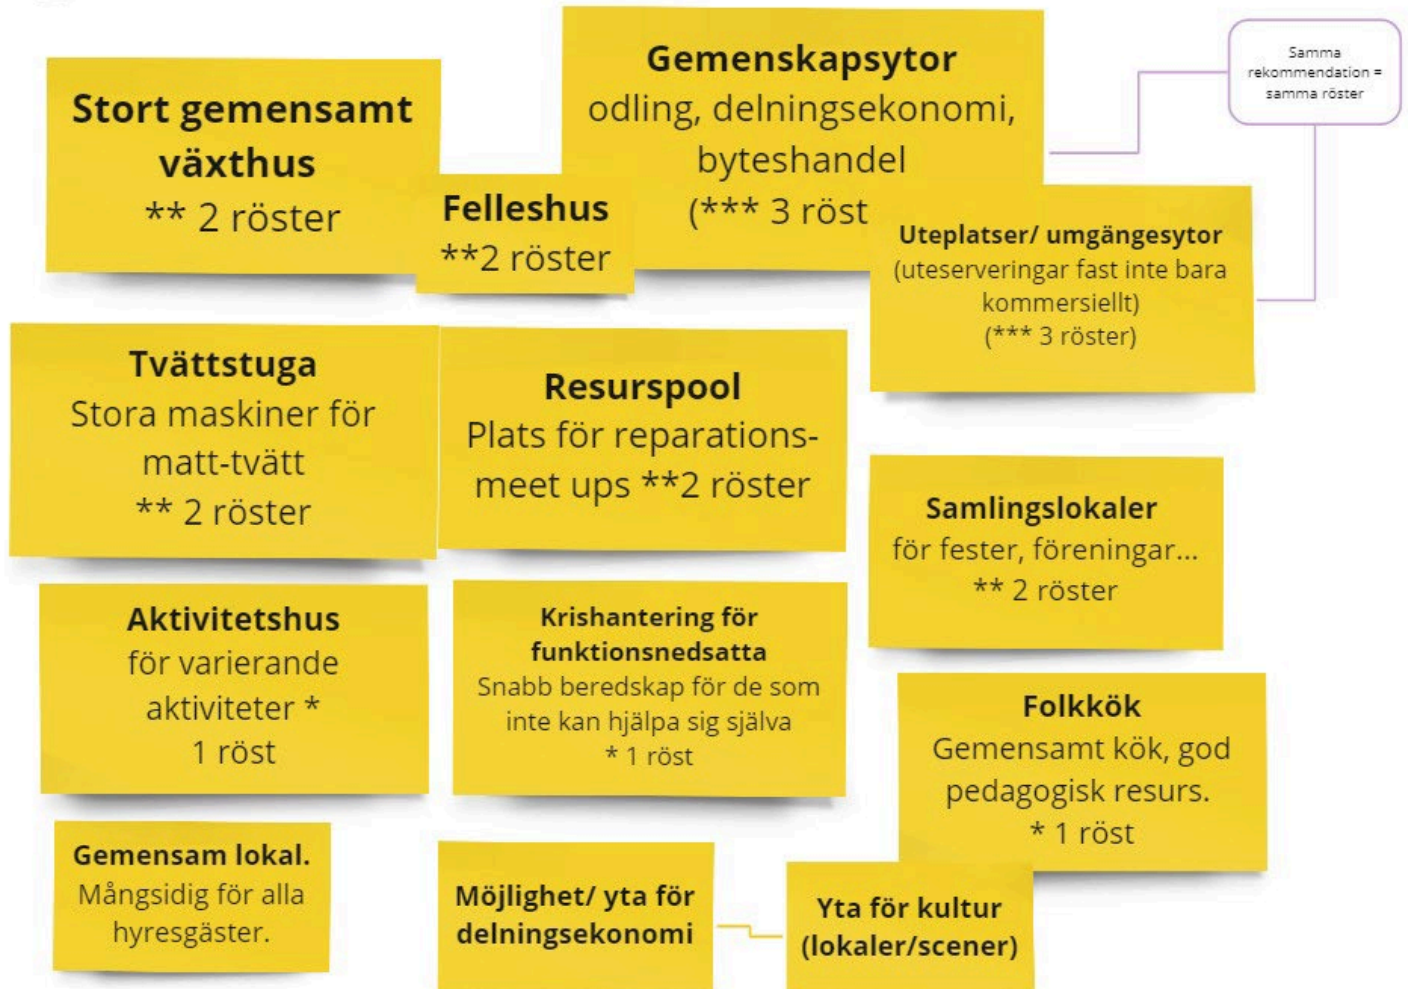 Stort gemensamt
växthus
** 2 röster
Felleshus
**2 röster
Gemenskapsytor
odling, delningsekonomi,
byteshandel
(*** 3 röst
Samma
rekommendation =
samma röster
Uteplatser/ umgängesytor
(uteserveringar fast inte bara
kommersiellt)
(*** 3 röster)
Tvättstuga
Stora maskiner för
matt-tvätt
** 2 röster
Resurspool
Plats för reparations-
meet ups **2 röster
Samlingslokaler
för fester, föreningar...
** 2 röster
Aktivitetshus
för varierande
aktiviteter *
1 röst
Krishantering för
funktionsnedsatta
Snabb beredskap för de som
inte kan hjälpa sig själva
* 1 röst
Folkkök
Gemensamt kök, god
pedagogisk resurs.
* 1 röst
Gemensam lokal.
Mångsidig för alla
hyresgäster.
Möjlighet/ yta för
delningsekonomi
Yta för kultur
(lokaler/scener)